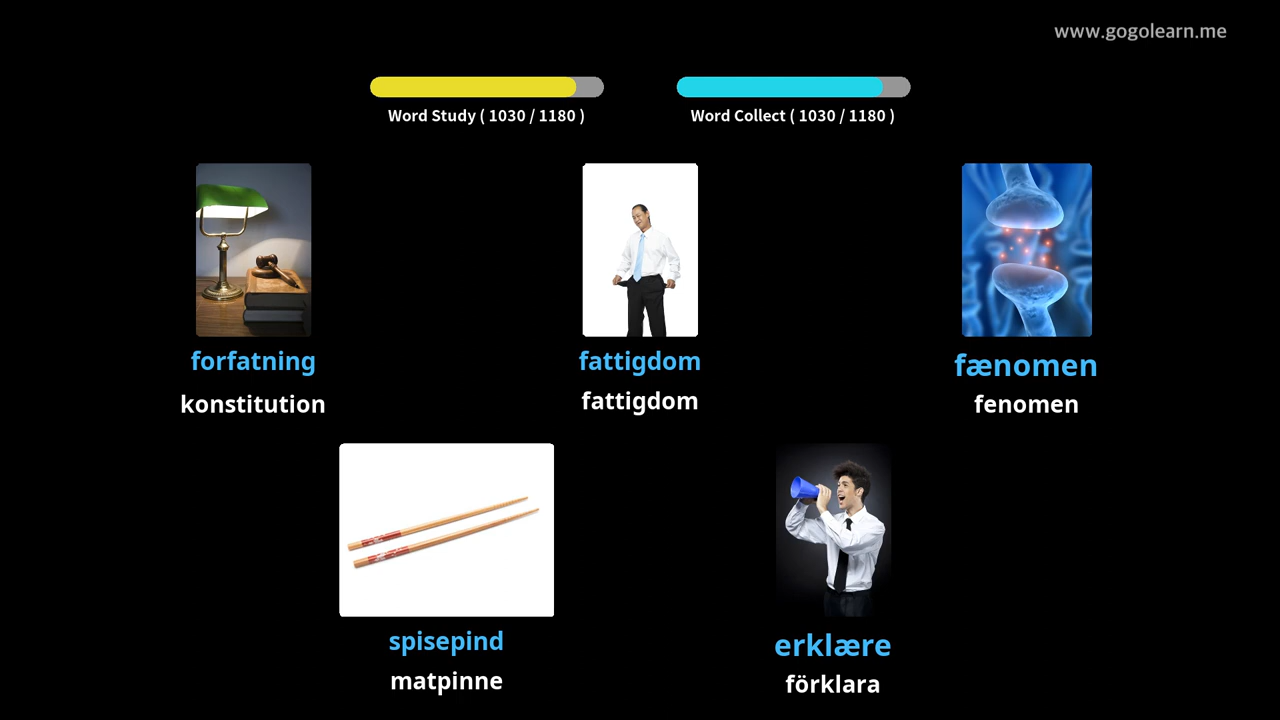 www.gogolearn.me
Word Study ( 1030 / 1180 )
Word Collect ( 1030 / 1180 )
forfatning
konstitution
fattigdom
fattigdom
fænomen
fenomen
spisepind
matpinne
erklære
förklara